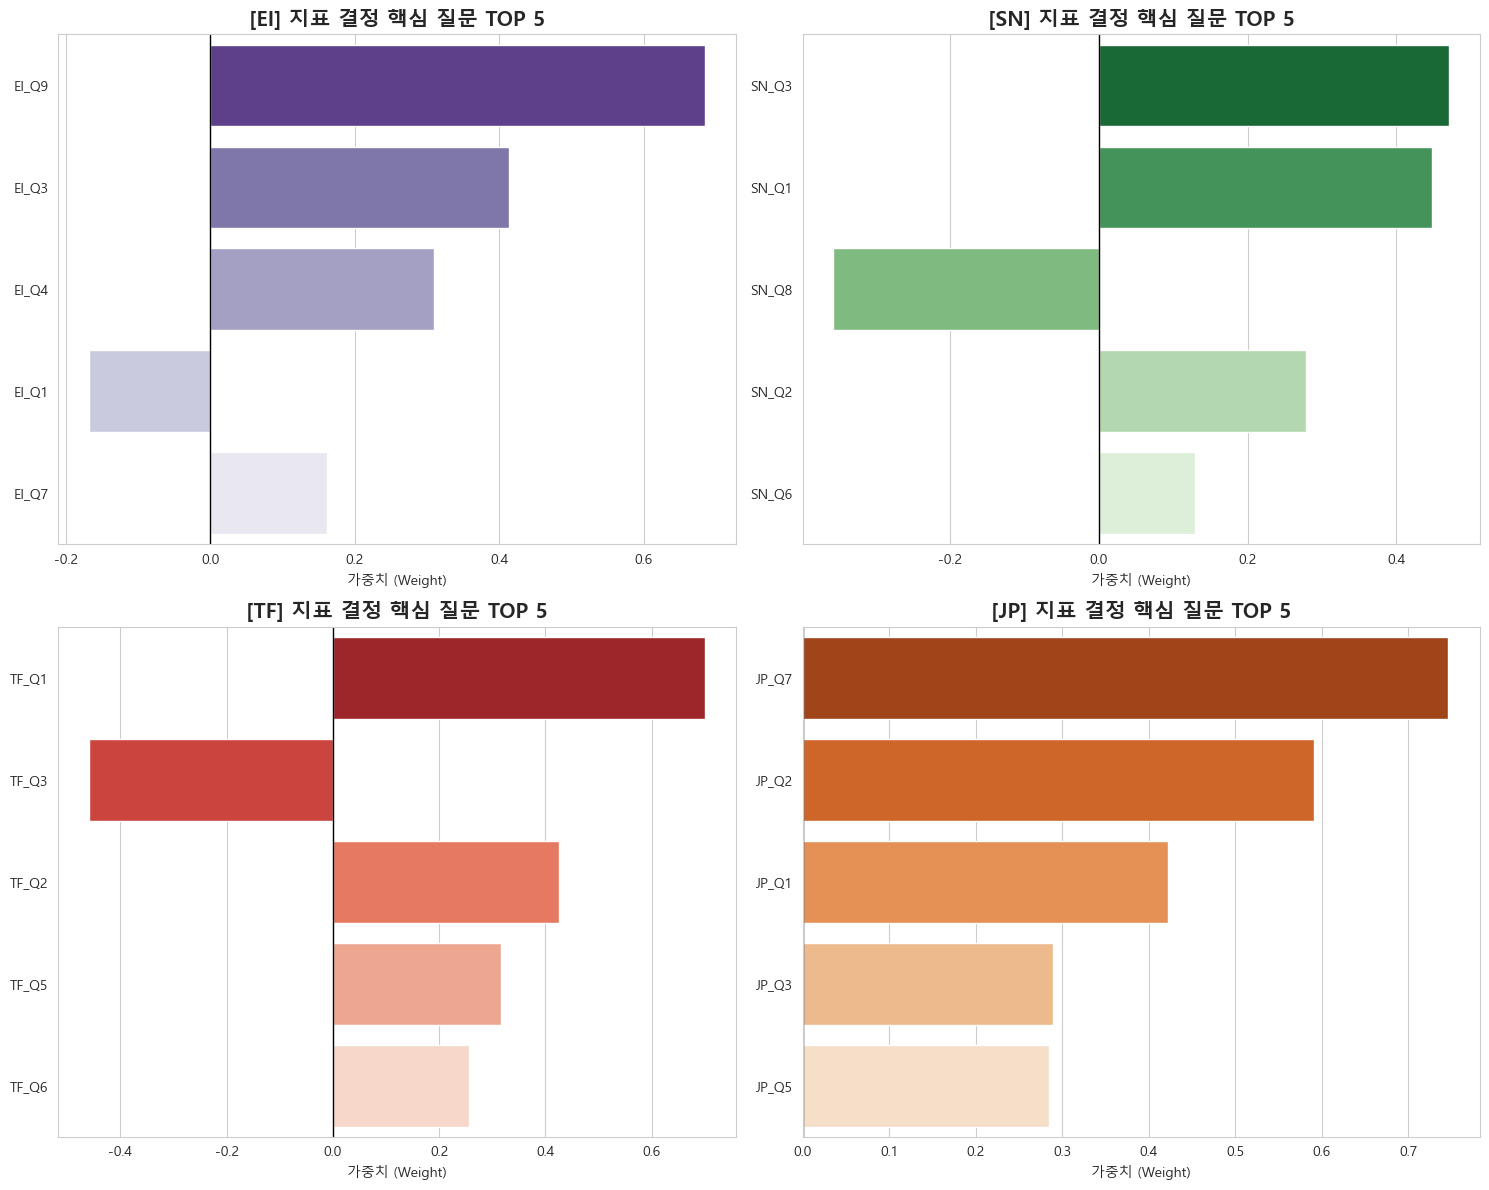 [EI] 지표 결정 핵심 질문 TOP 5
EI_Q9
EI_Q3
EI_Q4
EI_Q1
EI_Q7
-0.2 0.0 0.2 0.4 0.6
가중치 (Weight)
[SN] 지표 결정 핵심 질문 TOP 5
SN_Q3
SN_Q1
SN_Q8
SN_Q2
SN_Q6
-0.2 0.0 0.2 0.4
가중치 (Weight)
[TF] 지표 결정 핵심 질문 TOP 5
TF_Q1
TF_Q3
TF_Q2
TF_Q5
TF_Q6
-0.4 -0.2 0.0 0.2 0.4 0.6
가중치 (Weight)
[JP] 지표 결정 핵심 질문 TOP 5
JP_Q7
JP_Q2
JP_Q1
JP_Q3
JP_Q5
0.0 0.1 0.2 0.3 0.4 0.5 0.6 0.7
가중치 (Weight)